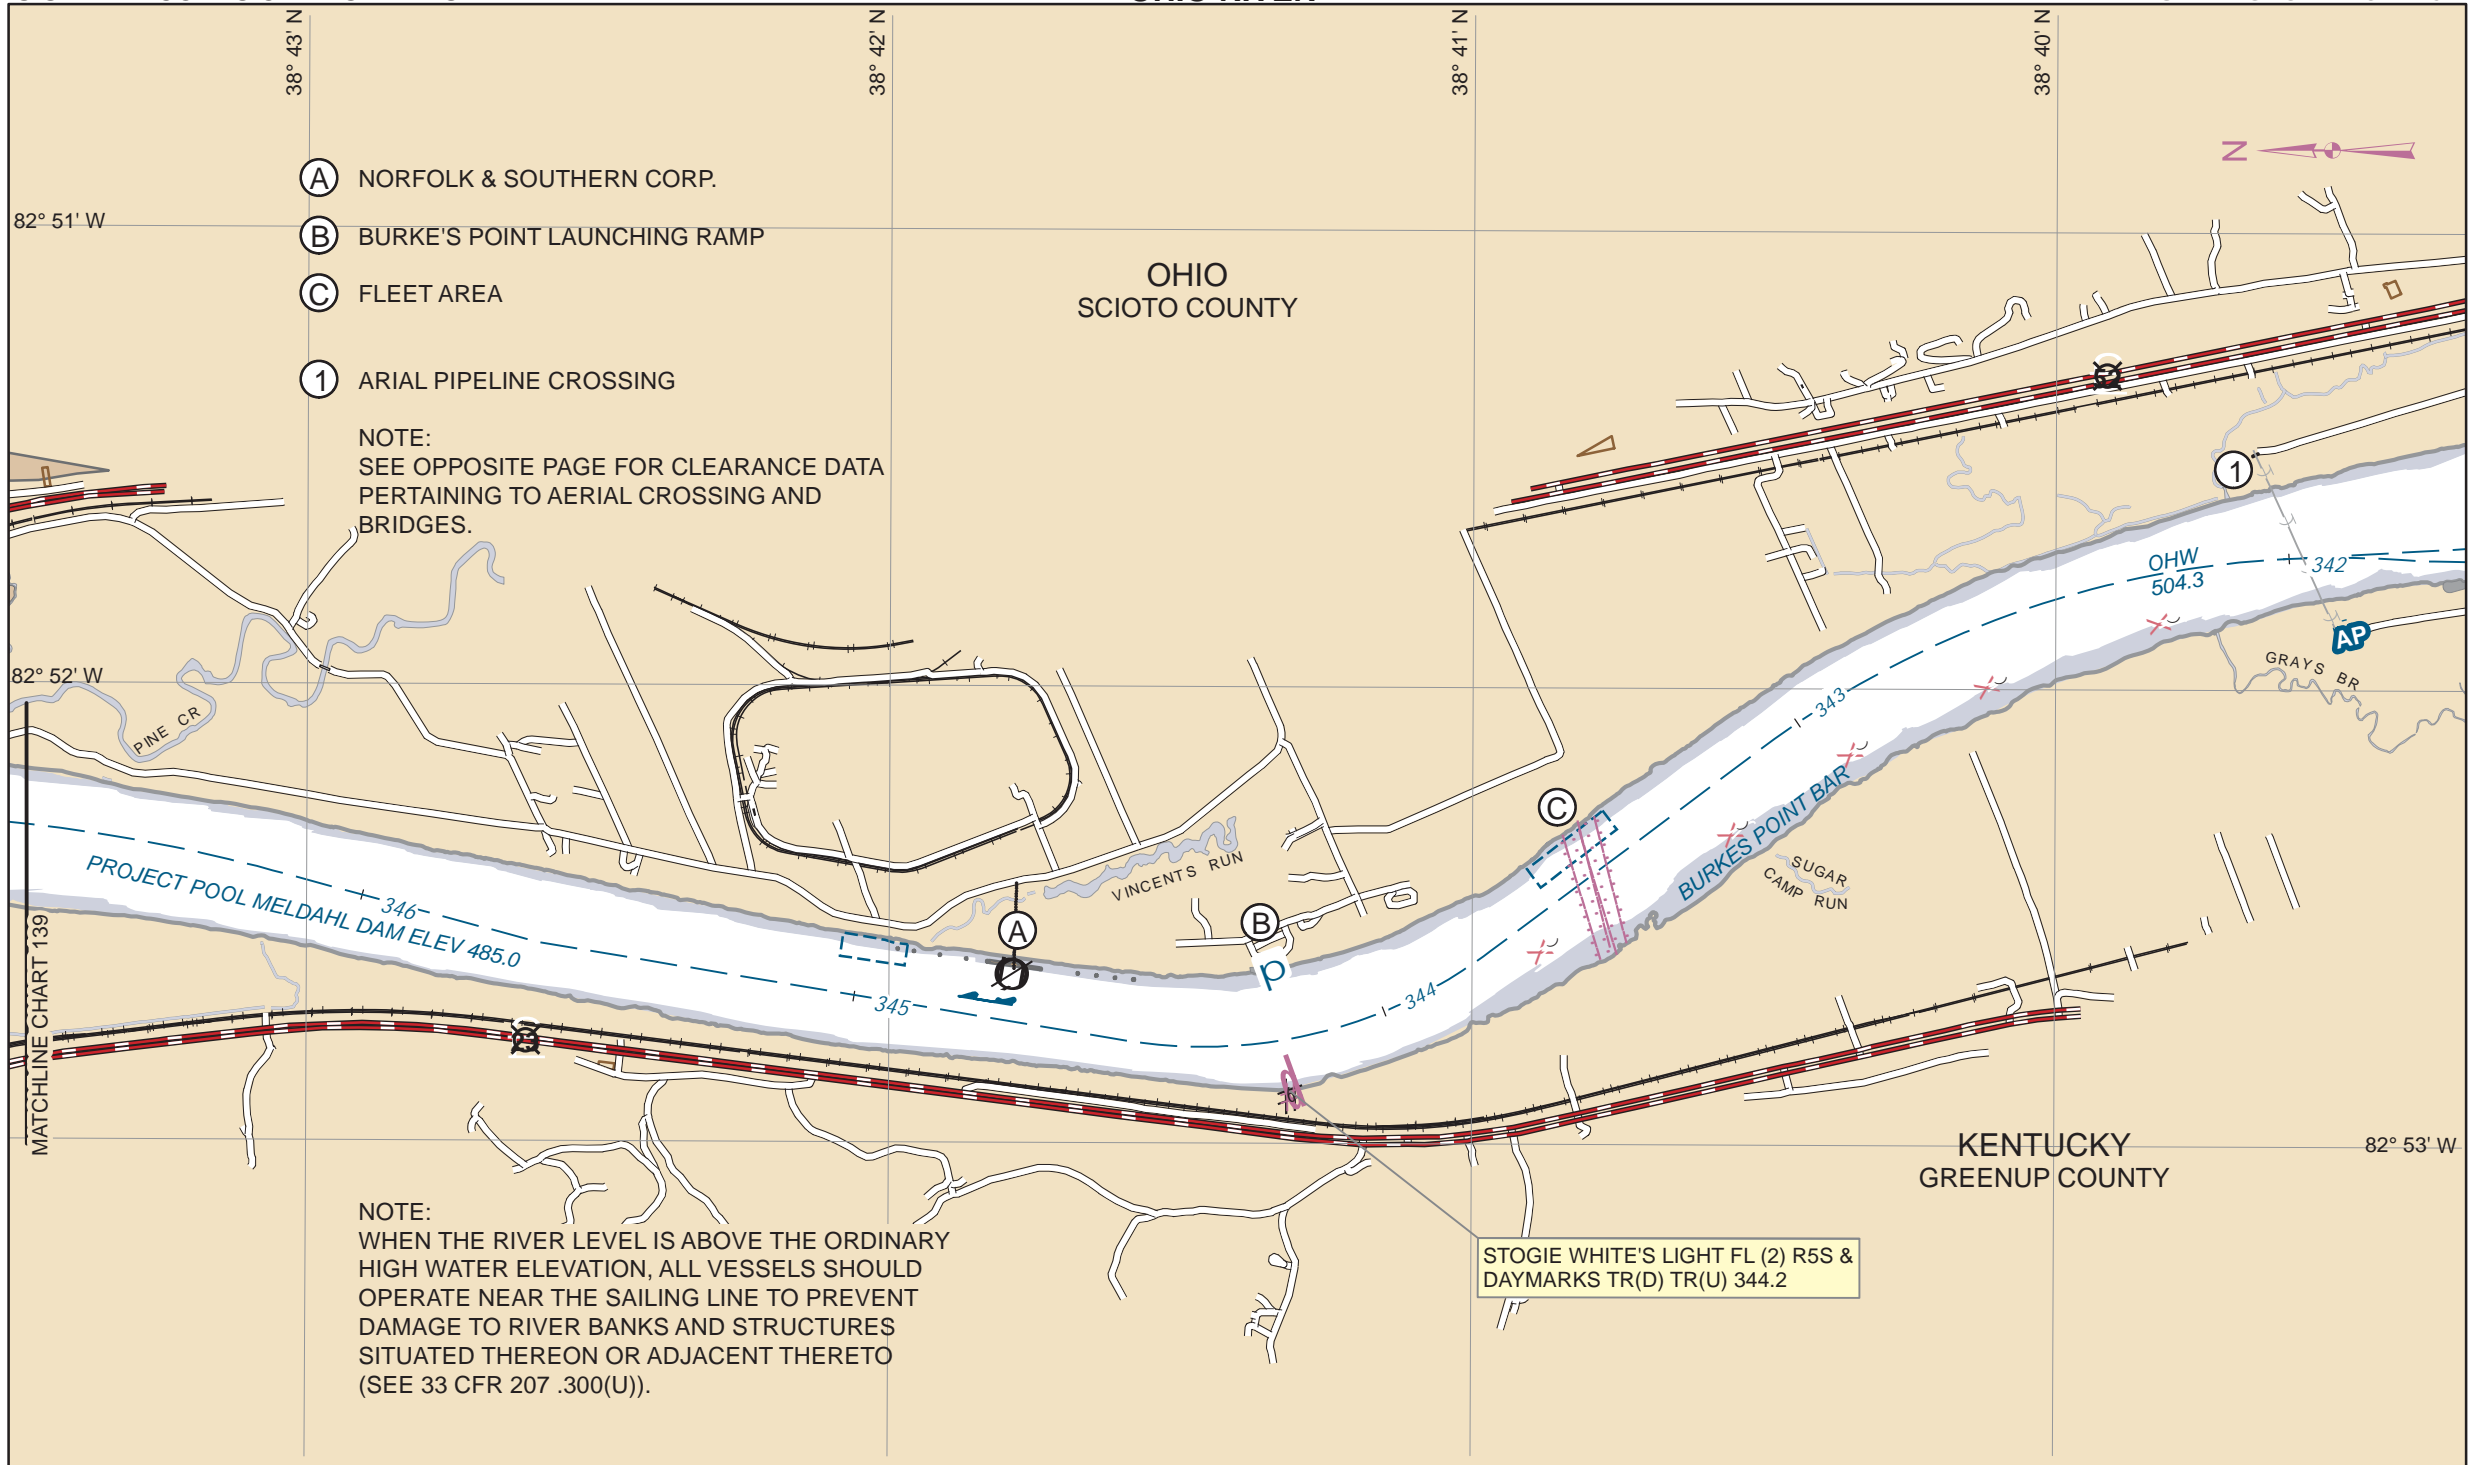 38° 43' N
38° 42' N
38° 41' N
38° 40' N
N
A NORFOLK & SOUTHERN CORP.
82° 51' W
B BURKE'S POINT LAUNCHING RAMP
C FLEET AREA
1 ARIAL PIPELINE CROSSING
OHIO
SCIOTO COUNTY
NOTE:
SEE OPPOSITE PAGE FOR CLEARANCE DATA
PERTAINING TO AERIAL CROSSING AND
BRIDGES.
1
OHW
504.3
342
AP
GRAYS BR
82° 52' W
PINE CR
343
C
BURKES POINT BAR
SUGAR
CAMP RUN
VINCENTS RUN
346
PROJECT POOL MELDAHL DAM ELEV 485.0
A
B
p
345
344
MATCHLINE CHART 139
KENTUCKY
GREENUP COUNTY
82° 53' W
NOTE:
WHEN THE RIVER LEVEL IS ABOVE THE ORDINARY
HIGH WATER ELEVATION, ALL VESSELS SHOULD
OPERATE NEAR THE SAILING LINE TO PREVENT
DAMAGE TO RIVER BANKS AND STRUCTURES
SITUATED THEREON OR ADJACENT THERETO
(SEE 33 CFR 207 .300(U)).
STOGIE WHITE'S LIGHT FL (2) R5S &
DAYMARKS TR(D) TR(U) 344.2